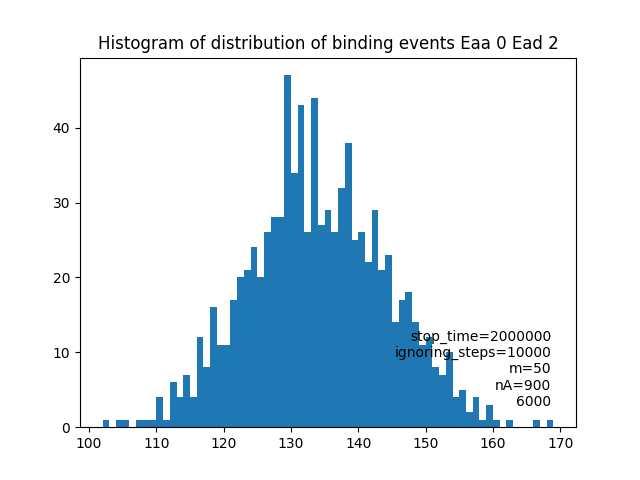 Histogram of distribution of binding events Eaa 0 Ead 2
40
30
20
10
0
stop_time=2000000
ignoring_steps=10000
m=50
nA=900
6000
100 110 120 130 140 150 160 170